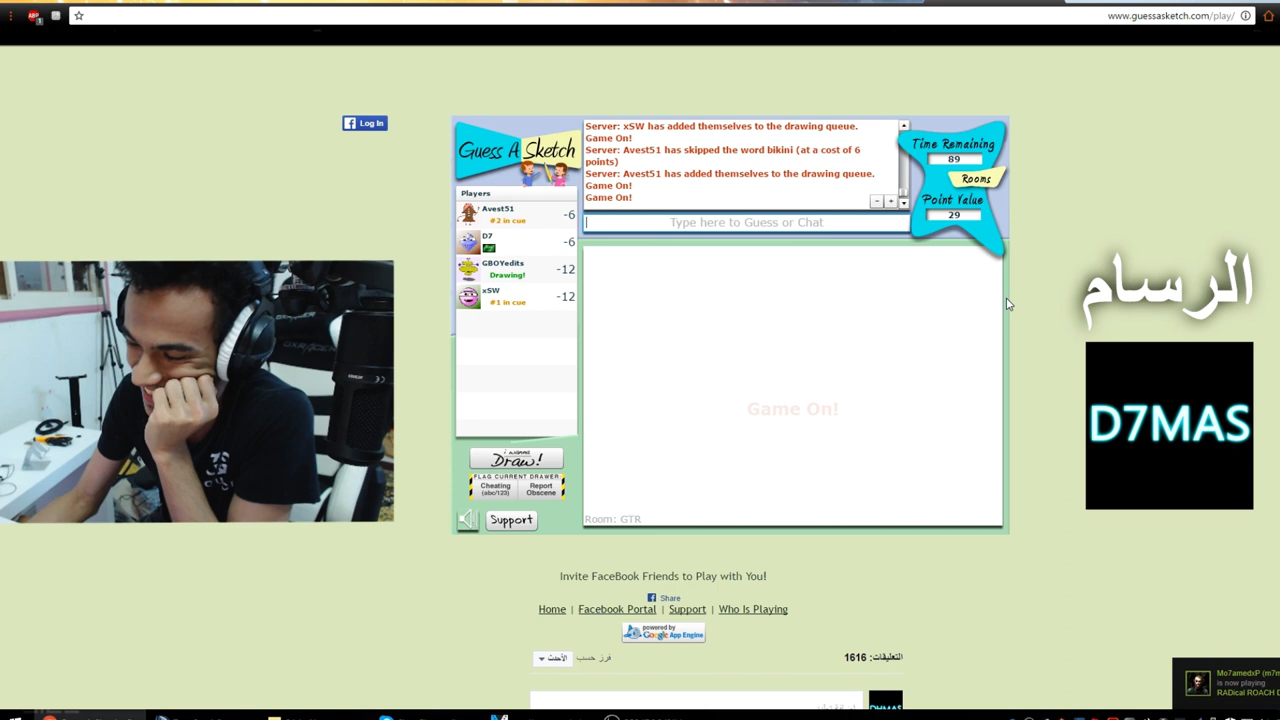 www.guessasketch.com/play/
Log In
Guess A Sketch
Server: xSW has added themselves to the drawing queue.
Game On!
Server: Avest51 has skipped the word bikini (at a cost of 6
points)
Server: Avest51 has added themselves to the drawing queue.
Game On!
Game On!
Type here to Guess or Chat
Time Remaining
89
Rooms
Point Value
29
Players
Avest51
#2 in cue
-6
D7
-6
GBOYedits
Drawing!
-12
xSW
#1 in cue
-12
Game On!
Room: GTR
i wanna
Draw!
FLAG CURRENT DRAWER
Cheating
(abc/123)
Report
Obscene
Support
الرسام
D7MAS
Invite FaceBook Friends to Play with You!
Share
Home | Facebook Portal | Support | Who Is Playing
powered by
Google App Engine
التعليقات: 1616
فرز حسب
الأحدث
Mo7amedxP (m7m
is now playing
RADical ROACH D